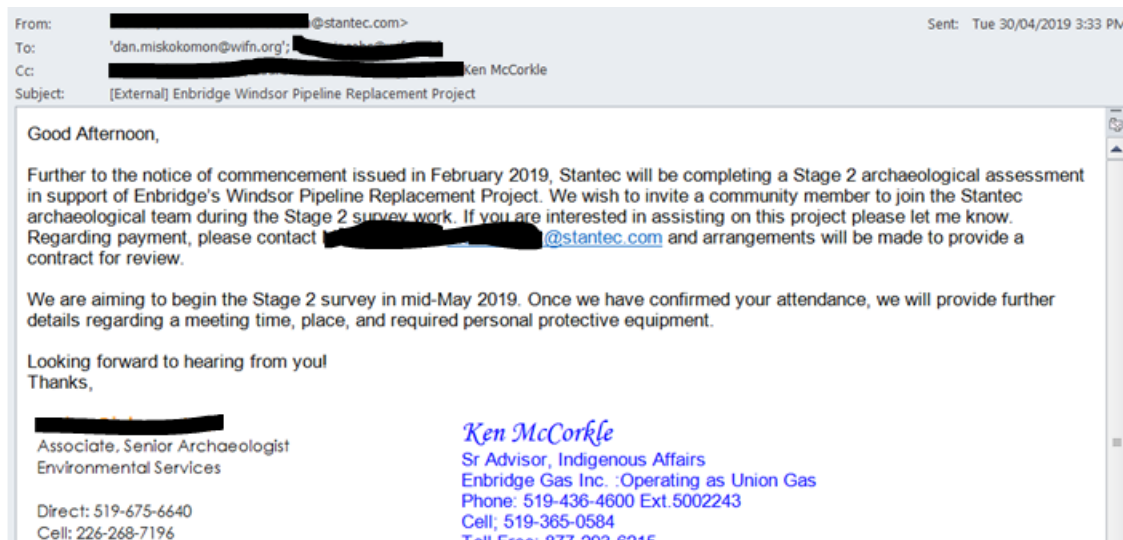 From: @stantec.com> Sent: Tue 30/04/2019 3:33 PM
To: 'dan.miskokomon@wifn.org';
Cc: Ken McCorkle
Subject: [External] Enbridge Windsor Pipeline Replacement Project
Good Afternoon,
Further to the notice of commencement issued in February 2019, Stantec will be completing a Stage 2 archaeological assessment
in support of Enbridge's Windsor Pipeline Replacement Project. We wish to invite a community member to join the Stantec
archaeological team during the Stage 2 survey work. If you are interested in assisting on this project please let me know.
Regarding payment, please contact @stantec.com and arrangements will be made to provide a
contract for review.
We are aiming to begin the Stage 2 survey in mid-May 2019. Once we have confirmed your attendance, we will provide further
details regarding a meeting time, place, and required personal protective equipment.
Looking forward to hearing from you!
Thanks,
Associate, Senior Archaeologist
Environmental Services
Direct: 519-675-6640
Cell: 226-268-7196
Ken McCorkle
Sr Advisor, Indigenous Affairs
Enbridge Gas Inc. :Operating as Union Gas
Phone: 519-436-4600 Ext.5002243
Cell; 519-365-0584